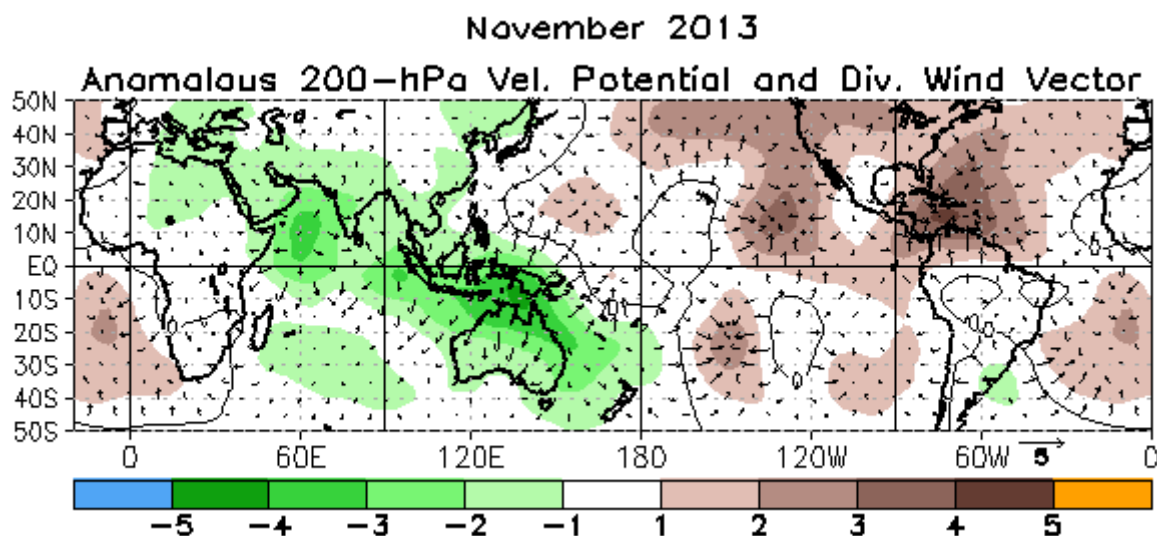 November 2013
Anomalous 200-hPa Vel. Potential and Div. Wind Vector
50N
40N
30N
20N
10N
EQ
10S
20S
30S
40S
50S
0 60E 120E 180 120W 60W 0
5
-5 -4 -3 -2 -1 1 2 3 4 5